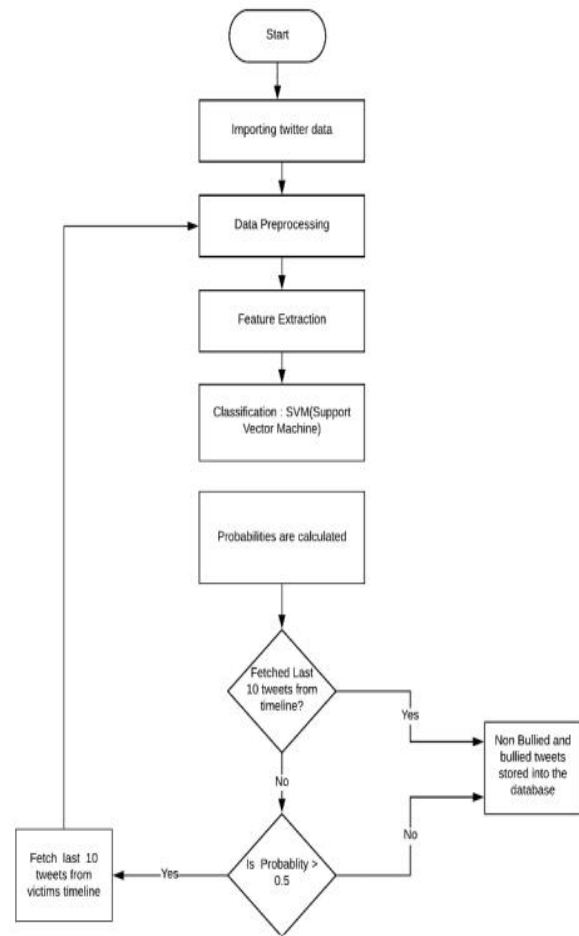 Start
Importing twitter data
Data Preprocessing
Feature Extraction
Classification : SVM(Support
Vector Machine)
Probabilities are calculated
Fetched Last
10 tweets from
timeline?
Yes
Non Bullied and
bullied tweets
stored into the
database
No
No
Is Probablity >
0.5
Yes
Fetch last 10
tweets from
victims timeline